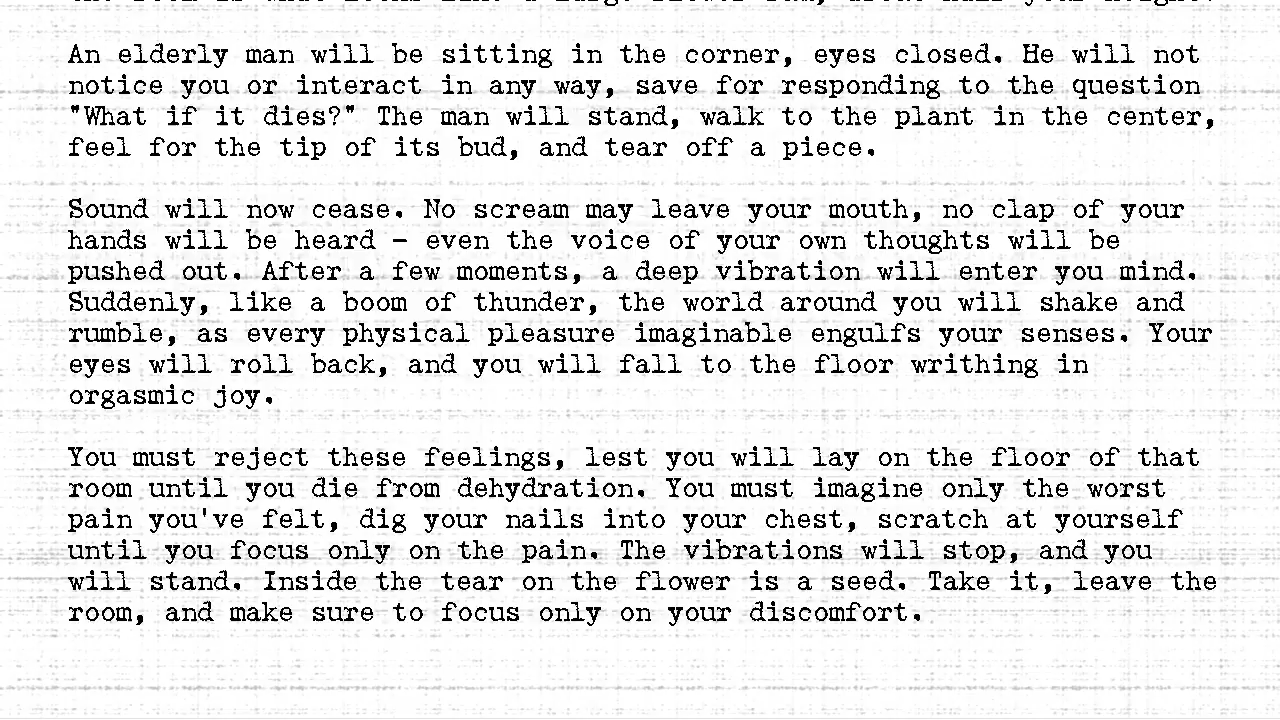 An elderly man will be sitting in the corner, eyes closed. He will not
notice you or interact in any way, save for responding to the question
"What if it dies?" The man will stand, walk to the plant in the center,
feel for the tip of its bud, and tear off a piece.
Sound will now cease. No scream may leave your mouth, no clap of your
hands will be heard - even the voice of your own thoughts will be
pushed out. After a few moments, a deep vibration will enter you mind.
Suddenly, like a boom of thunder, the world around you will shake and
rumble, as every physical pleasure imaginable engulfs your senses. Your
eyes will roll back, and you will fall to the floor writhing in
orgasmic joy.
You must reject these feelings, lest you will lay on the floor of that
room until you die from dehydration. You must imagine only the worst
pain you've felt, dig your nails into your chest, scratch at yourself
until you focus only on the pain. The vibrations will stop, and you
will stand. Inside the tear on the flower is a seed. Take it, leave the
room, and make sure to focus only on your discomfort.